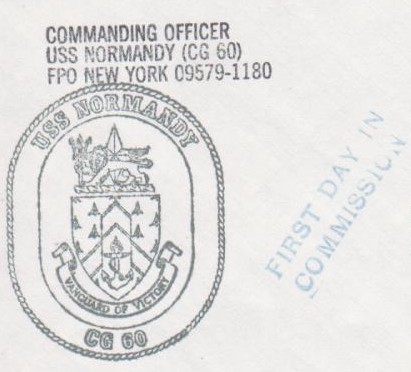 COMMANDING OFFICER
USS NORMANDY (CG 60)
FPO NEW YORK 09579-1180
USS NORMANDY
VANGUARD OF VICTORY
CG 60
FIRST DAY IN
COMMISSION